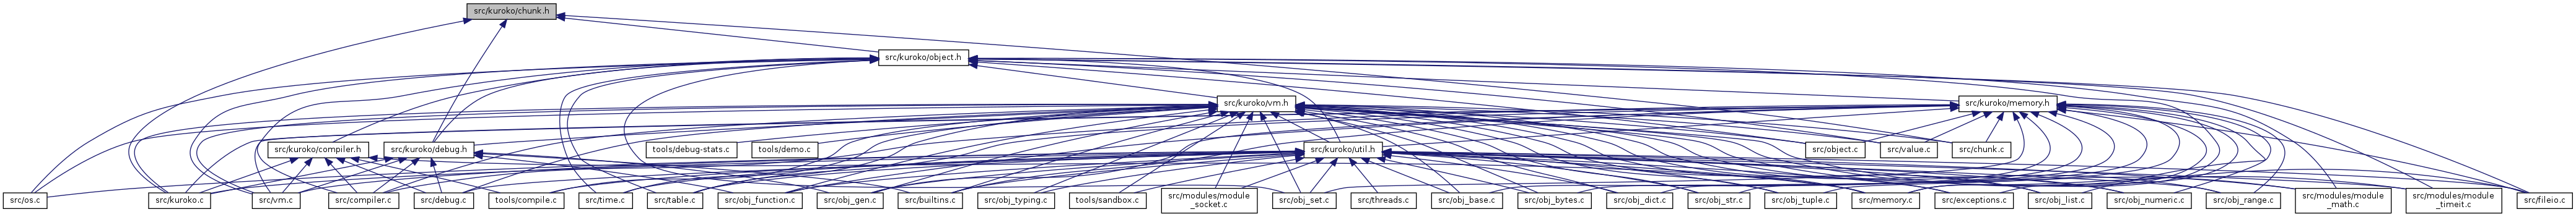 src/kuroko/chunk.h
src/kuroko/object.h
src/kuroko/vm.h
src/kuroko/memory.h
src/kuroko/compiler.h
src/kuroko/debug.h
tools/debug-stats.c
tools/demo.c
src/kuroko/util.h
src/object.c
src/value.c
src/chunk.c
src/os.c
src/kuroko.c
src/vm.c
src/compiler.c
src/debug.c
tools/compile.c
src/time.c
src/table.c
src/obj_function.c
src/obj_gen.c
src/builtins.c
src/obj_typing.c
tools/sandbox.c
src/modules/module
_socket.c
src/obj_set.c
src/threads.c
src/obj_base.c
src/obj_bytes.c
src/obj_dict.c
src/obj_str.c
src/obj_tuple.c
src/memory.c
src/exceptions.c
src/obj_list.c
src/obj_numeric.c
src/obj_range.c
src/modules/module
_math.c
src/modules/module
_timeit.c
src/fileio.c